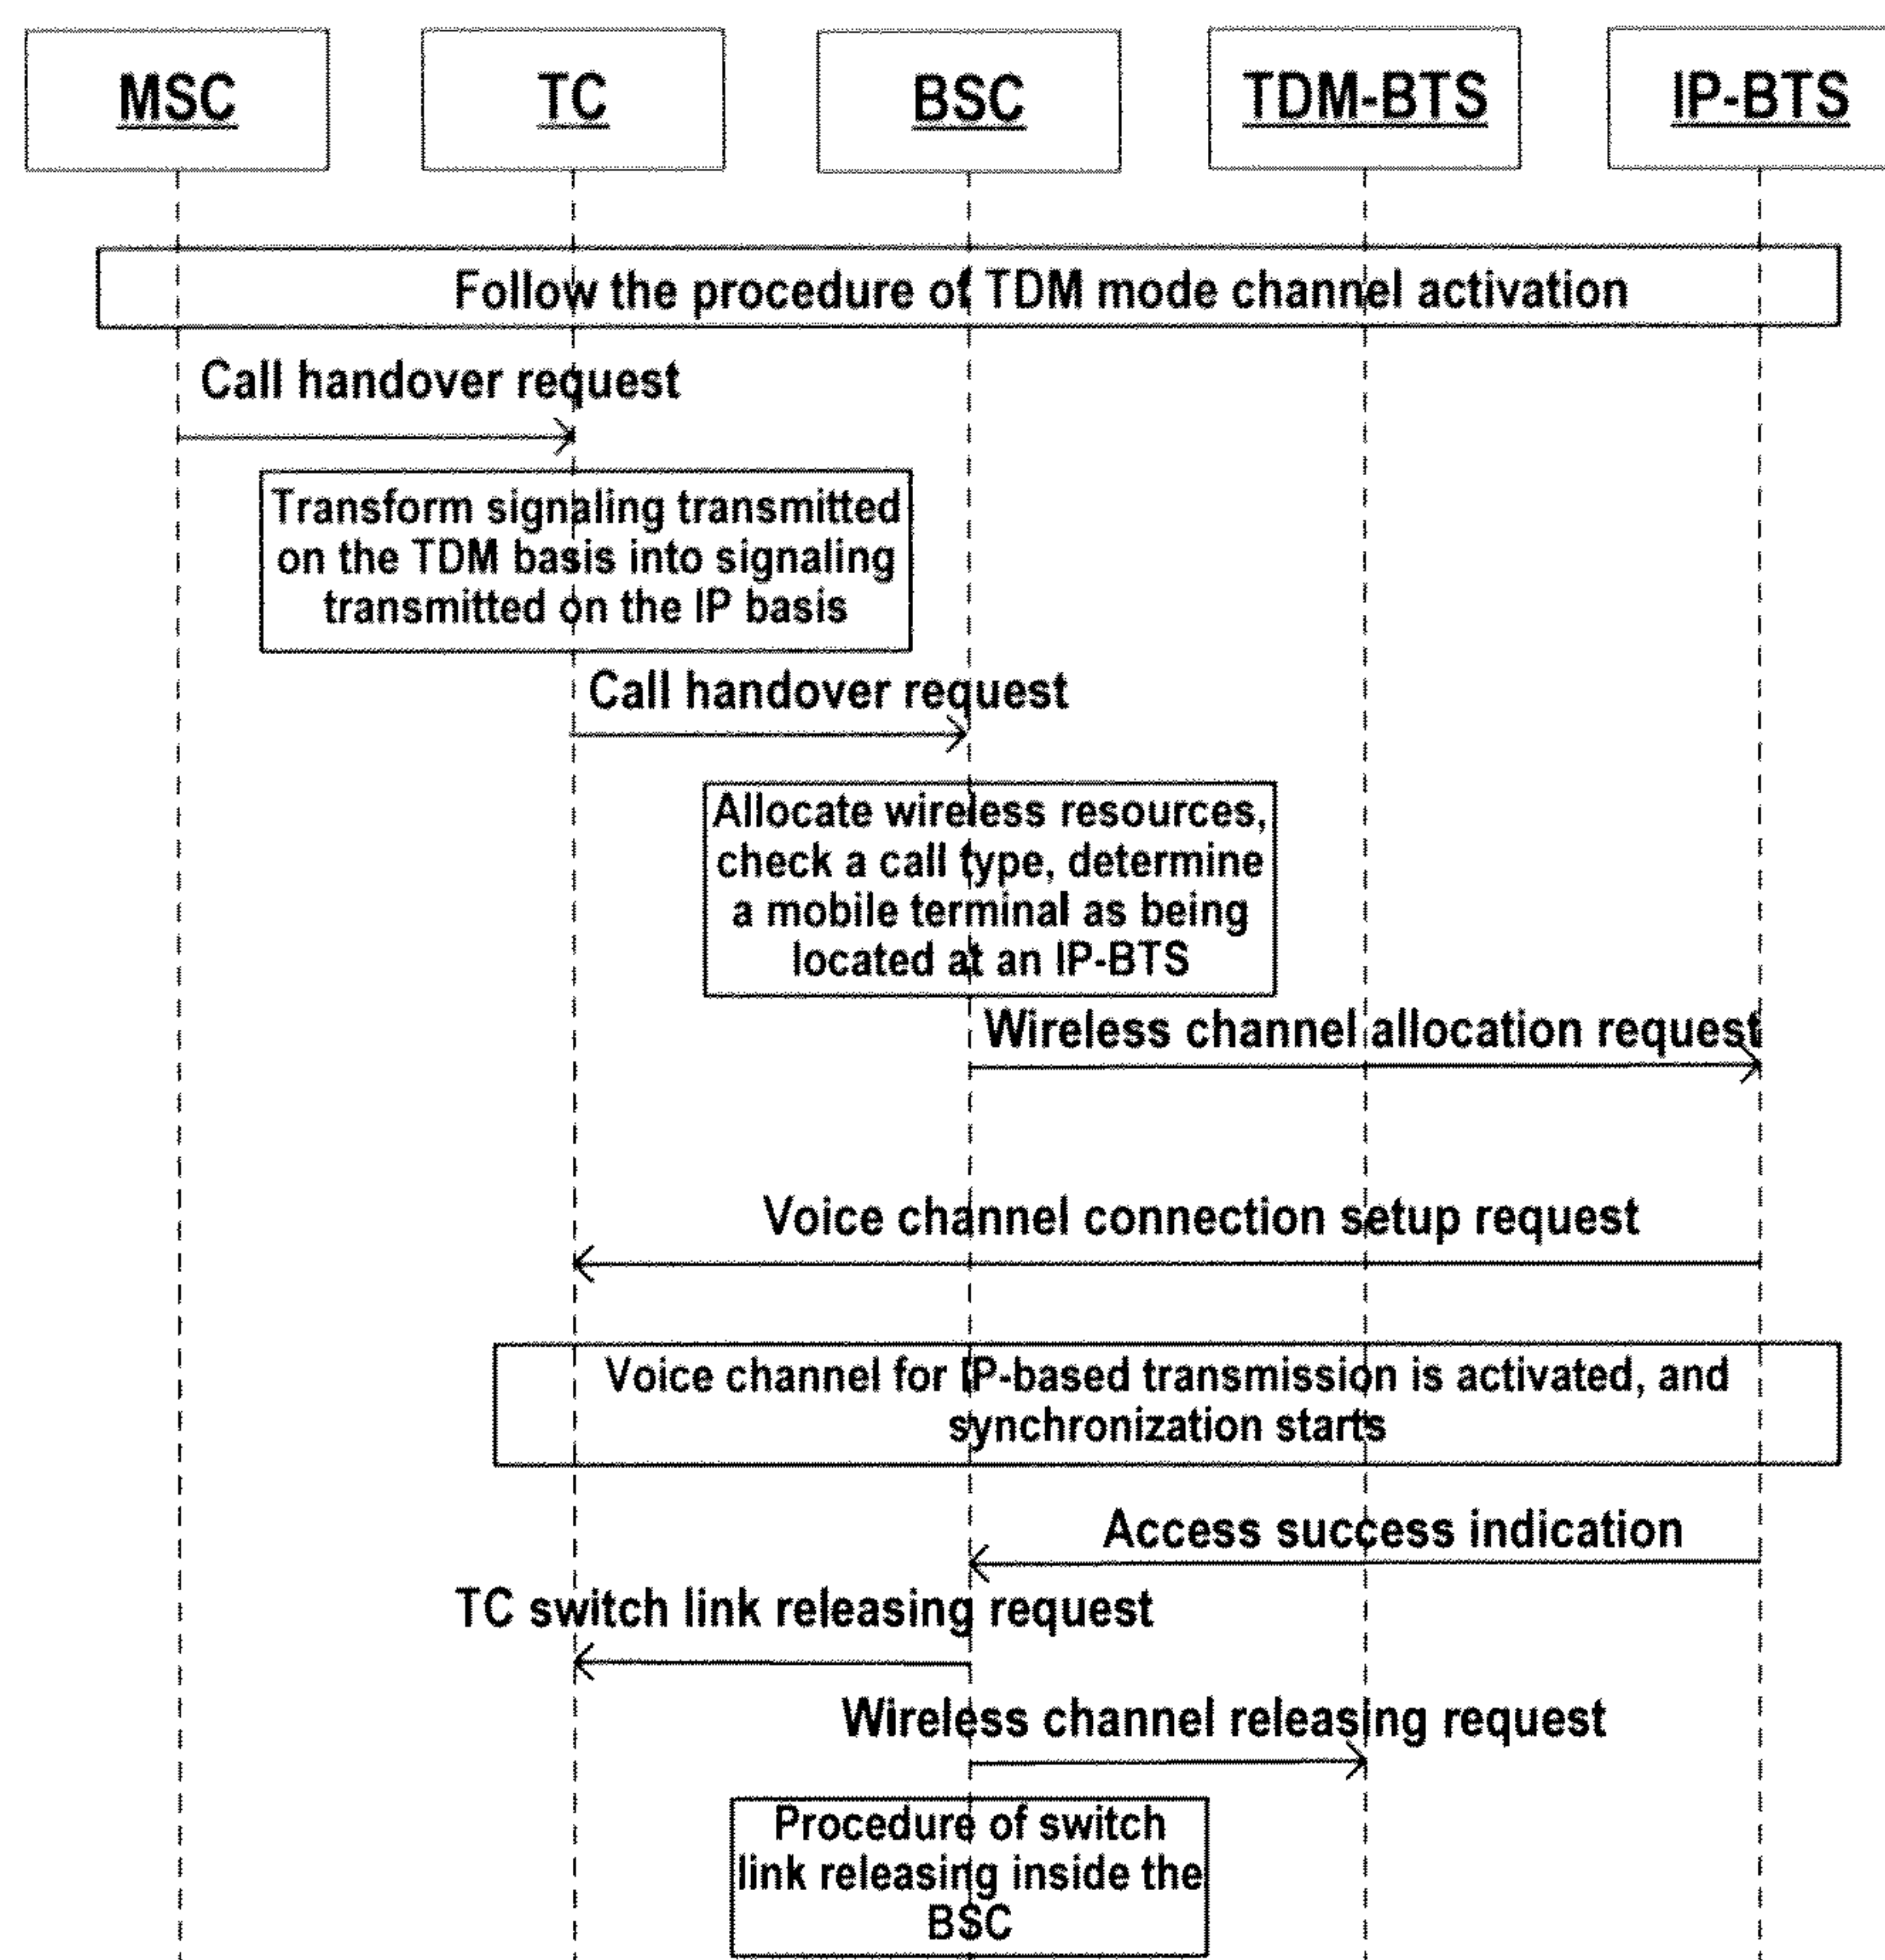 MSC
TC
BSC
TDM-BTS
IP-BTS
Follow the procedure of TDM mode channel activation
Call handover request
Transform signaling transmitted
on the TDM basis into signaling
transmitted on the IP basis
Call handover request
Allocate wireless resources,
check a call type, determine
a mobile terminal as being
located at an IP-BTS
Wireless channel allocation request
Voice channel connection setup request
Voice channel for IP-based transmission is activated, and
synchronization starts
Access success indication
TC switch link releasing request
Wireless channel releasing request
Procedure of switch
link releasing inside the
BSC